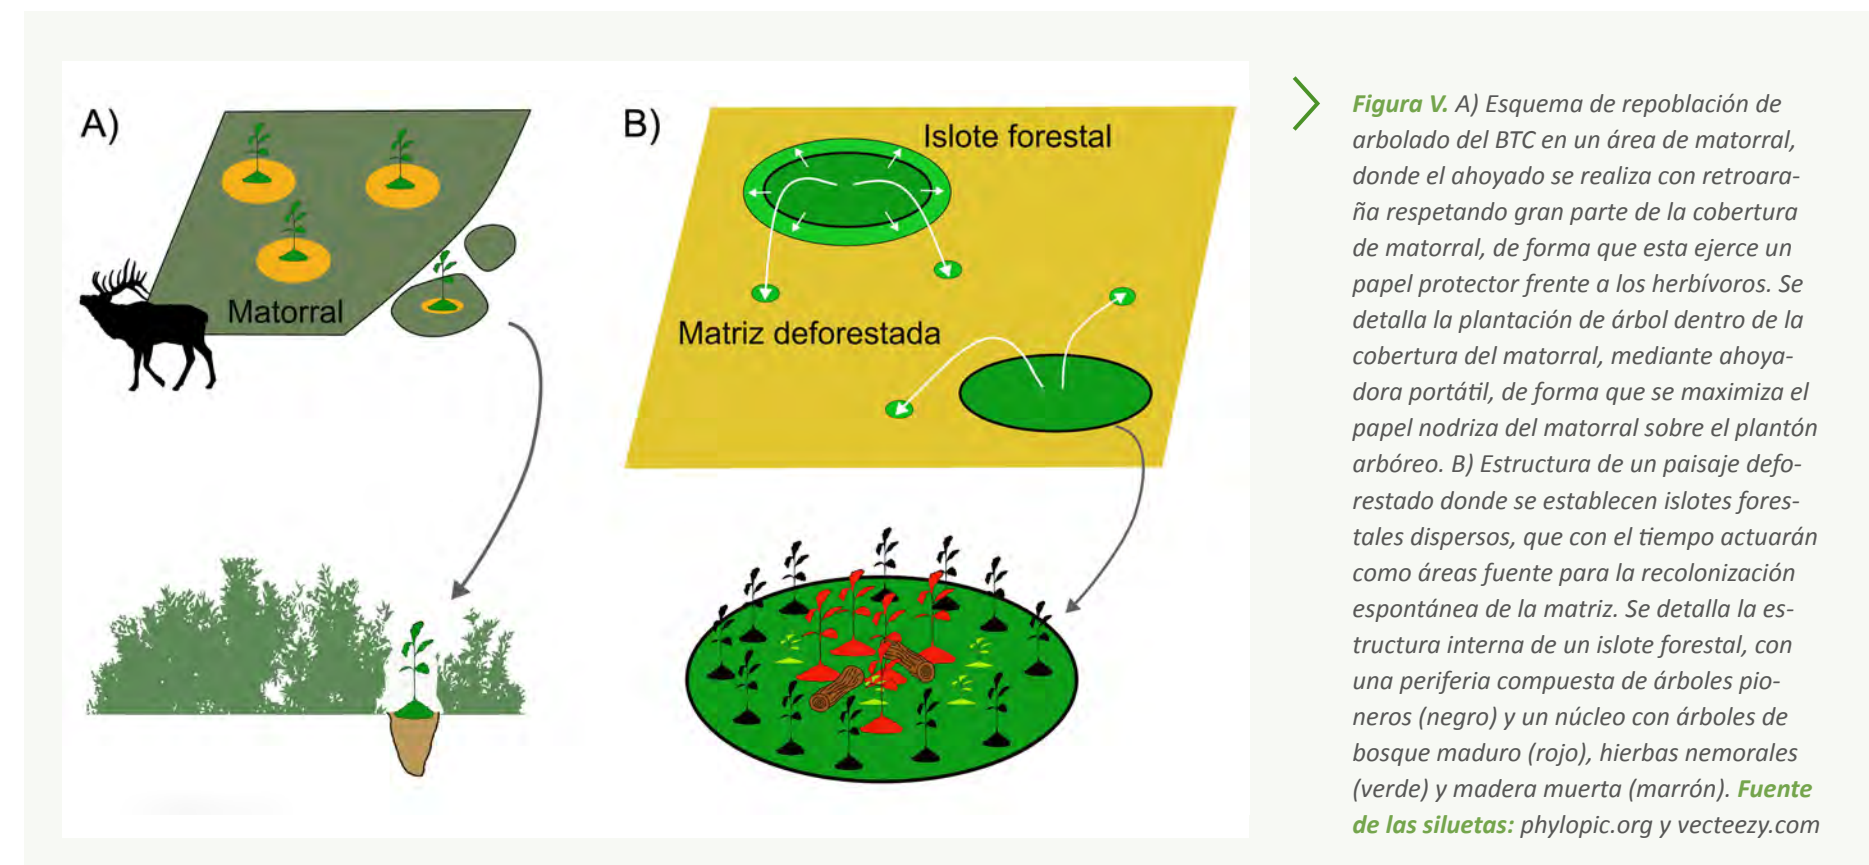 A)
Matorral
B)
Islote forestal
Matriz deforestada
Figura V. A) Esquema de repoblación de
arbolado del BTC en un área de matorral,
donde el ahoyado se realiza con retroara-
ña respetando gran parte de la cobertura
de matorral, de forma que esta ejerce un
papel protector frente a los herbívoros. Se
detalla la plantación de árbol dentro de la
cobertura del matorral, mediante ahoya-
dora portátil, de forma que se maximiza el
papel nodriza del matorral sobre el plantón
arbóreo. B) Estructura de un paisaje defo-
restado donde se establecen islotes fores-
tales dispersos, que con el tiempo actuarán
como áreas fuente para la recolonización
espontánea de la matriz. Se detalla la es-
tructura interna de un islote forestal, con
una periferia compuesta de árboles pio-
neros (negro) y un núcleo con árboles de
bosque maduro (rojo), hierbas nemorales
(verde) y madera muerta (marrón). Fuente
de las siluetas: phylopic.org y vecteezy.com